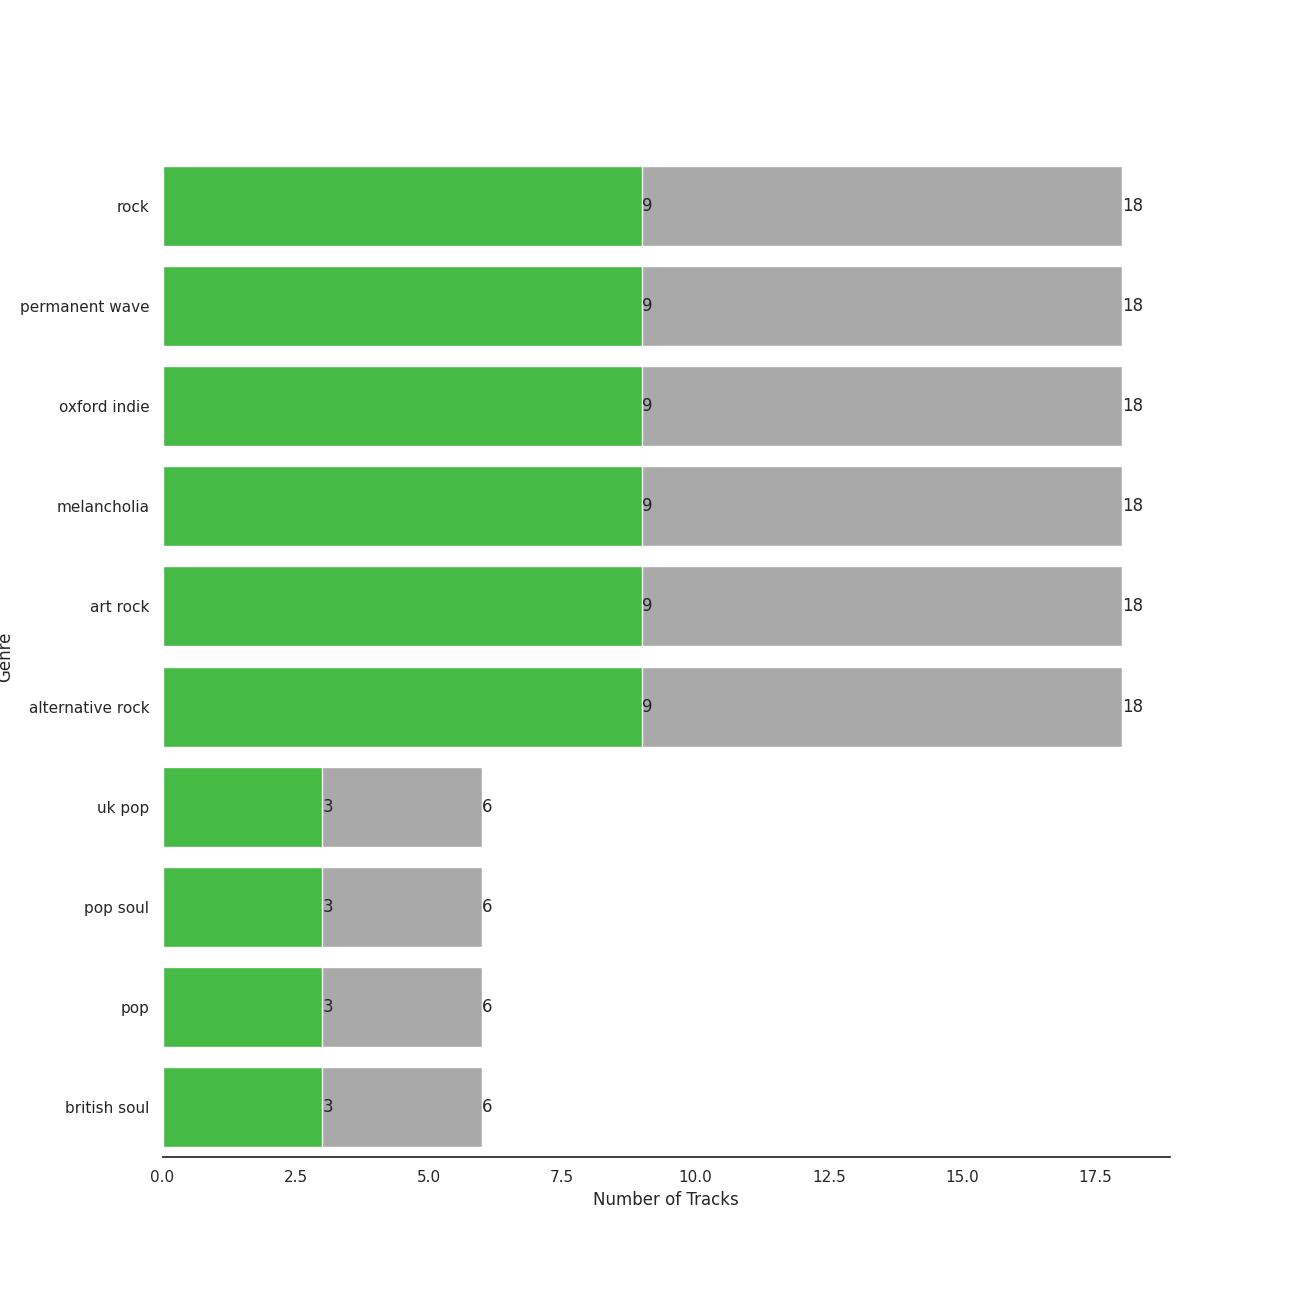 rock 9 18
permanent wave 9 18
oxford indie 9 18
melancholia 9 18
art rock 9 18
Genre
alternative rock 9 18
uk pop 3 6
pop soul 3 6
pop 3 6
british soul 3 6
0.0 2.5 5.0 7.5 10.0 12.5 15.0 17.5
Number of Tracks